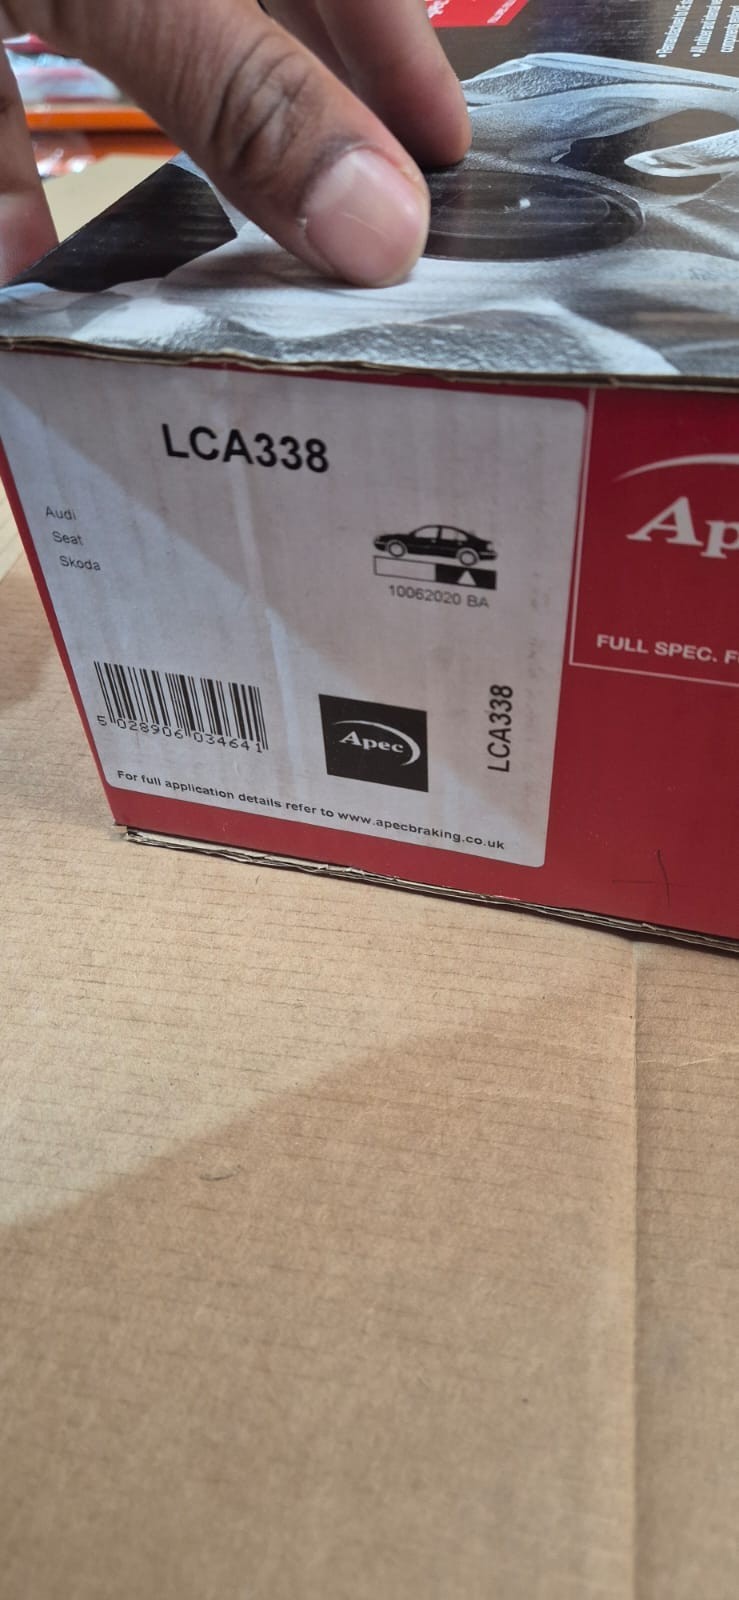 LCA338
Audi
Seat
Skoda
10062020 BA
5 028906 034641
Apec
LCA338
For full application details refer to www.apecbraking.co.uk
Ap
FULL SPEC.